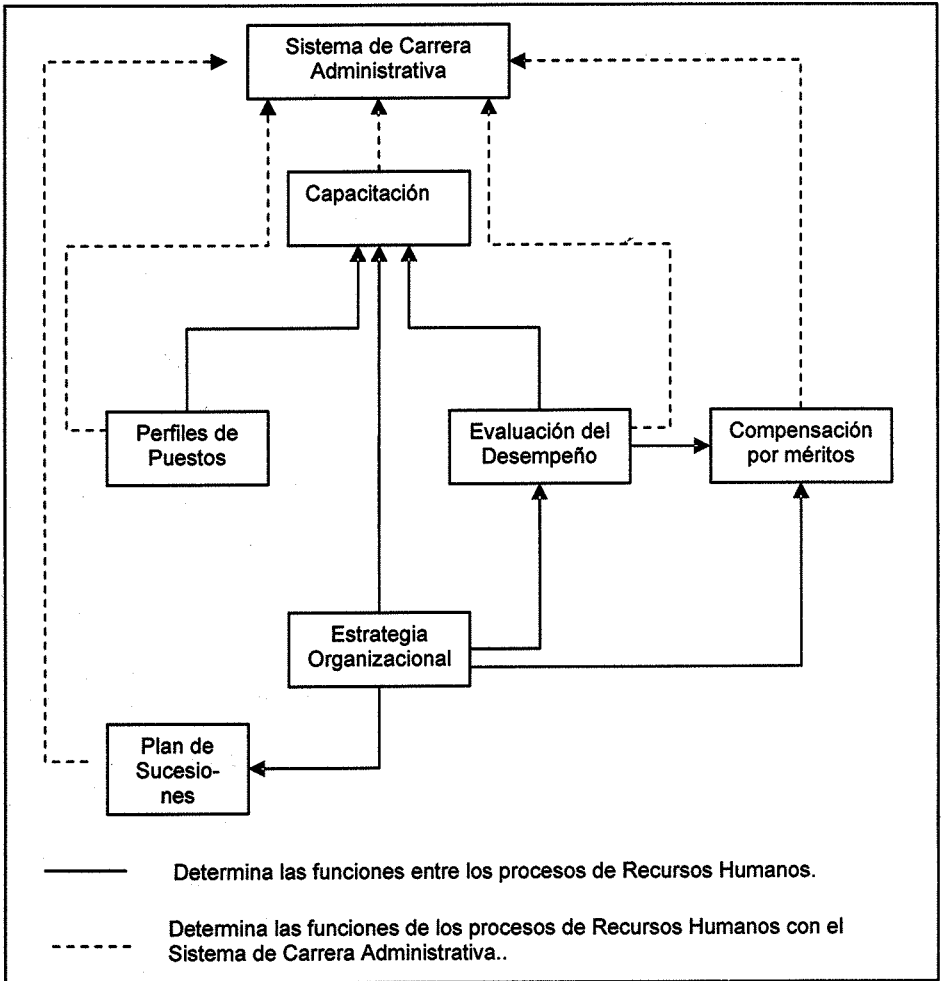 Sistema de Carrera
Administrativa
Capacitación
Perfiles de
Puestos
Evaluación del
Desempeño
Compensación
por méritos
Estrategia
Organizacional
Plan de
Sucesio-
nes
Determina las funciones entre los procesos de Recursos Humanos.
Determina las funciones de los procesos de Recursos Humanos con el
Sistema de Carrera Administrativa..